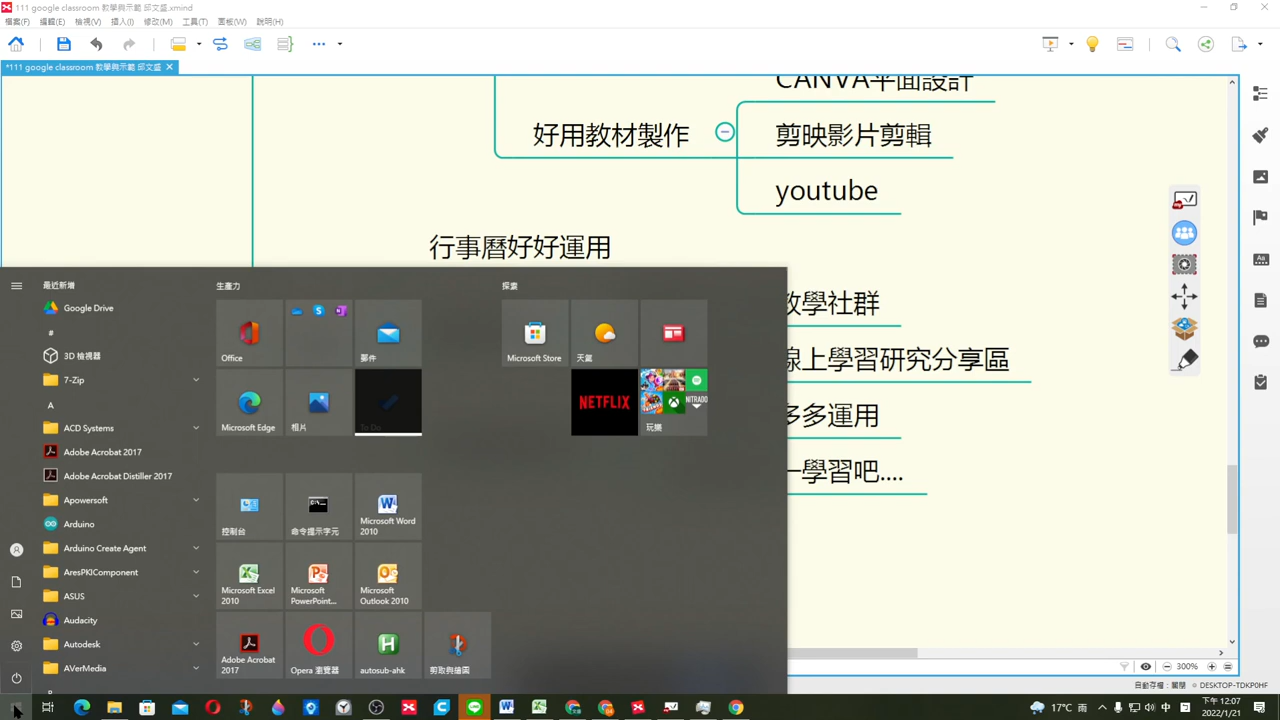 111 google classroom 教學與示範 邱文盛.xmind
檔案(F) 編輯(E) 檢視(V) 插入(I) 修改(M) 工具(T) 面板(W) 說明(H)
*111 google classroom 教學與示範 邱文盛
CANVA平面設計
好用教材製作
剪映影片剪輯
youtube
行事曆好好運用
教學社群
線上學習研究分享區
多多運用
一學習吧....
最近新增
Google Drive
#
3D 檢視器
7-Zip
A
ACD Systems
Adobe Acrobat 2017
Adobe Acrobat Distiller 2017
Apowersoft
Arduino
Arduino Create Agent
AresPKIComponent
ASUS
Audacity
Autodesk
AVerMedia
生產力
Office
郵件
Microsoft Edge
相片
To Do
控制台
命令提示字元
Microsoft Word 2010
Microsoft Excel 2010
Microsoft PowerPoint...
Microsoft Outlook 2010
Adobe Acrobat 2017
Opera 瀏覽器
autosub-ahk
剪取與繪圖
探索
Microsoft Store
天氣
NETFLIX
NITRADO
玩樂
300%
自動存檔: 關閉
DESKTOP-TDKP0HF
17°C 雨
中
下午 12:07
2022/1/21